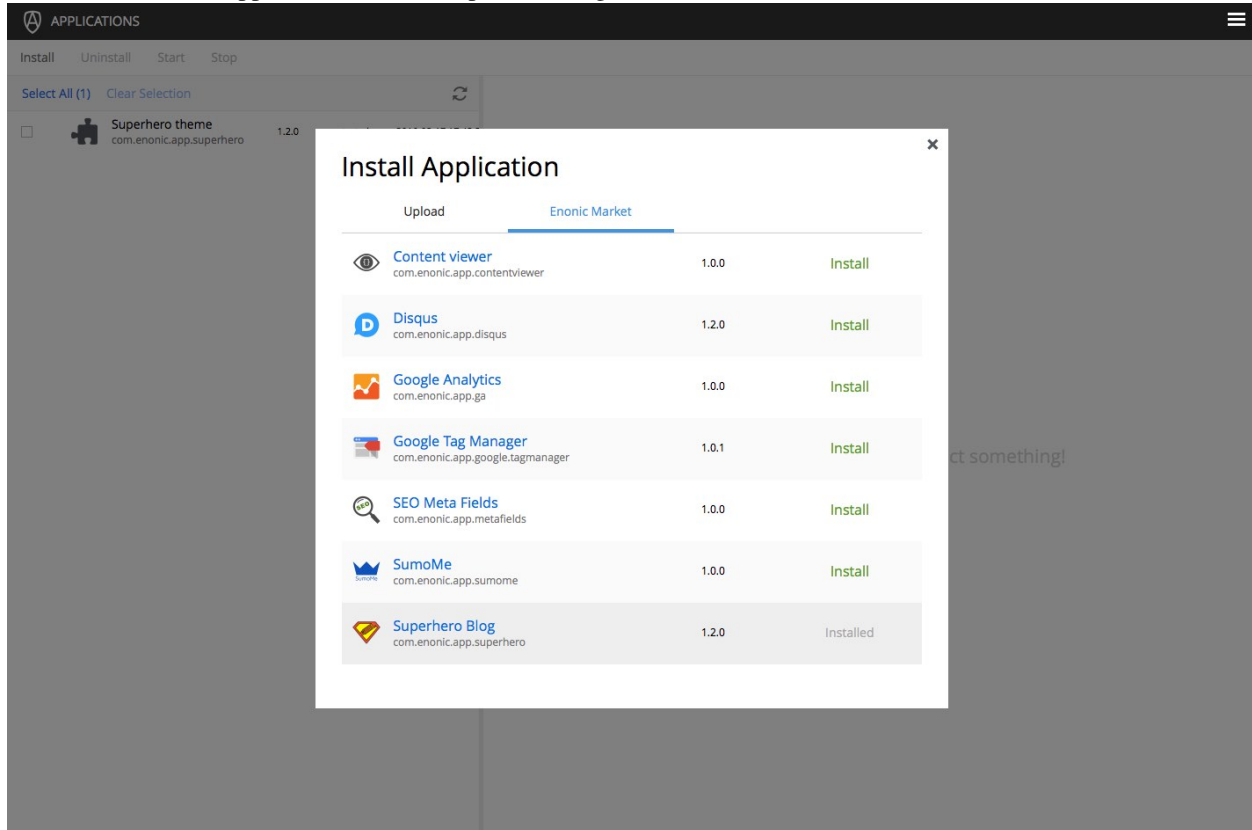 APPLICATIONS
Install Uninstall Start Stop
Select All (1) Clear Selection
Superhero theme
com.enonic.app.superhero
1.2.0
Install Application
Upload Enonic Market
Content viewer
com.enonic.app.contentviewer
1.0.0 Install
Disqus
com.enonic.app.disqus
1.2.0 Install
Google Analytics
com.enonic.app.ga
1.0.0 Install
Google Tag Manager
com.enonic.app.google.tagmanager
1.0.1 Install
SEO Meta Fields
com.enonic.app.metafields
1.0.0 Install
SumoMe
com.enonic.app.sumome
1.0.0 Install
Superhero Blog
com.enonic.app.superhero
1.2.0 Installed
ct something!